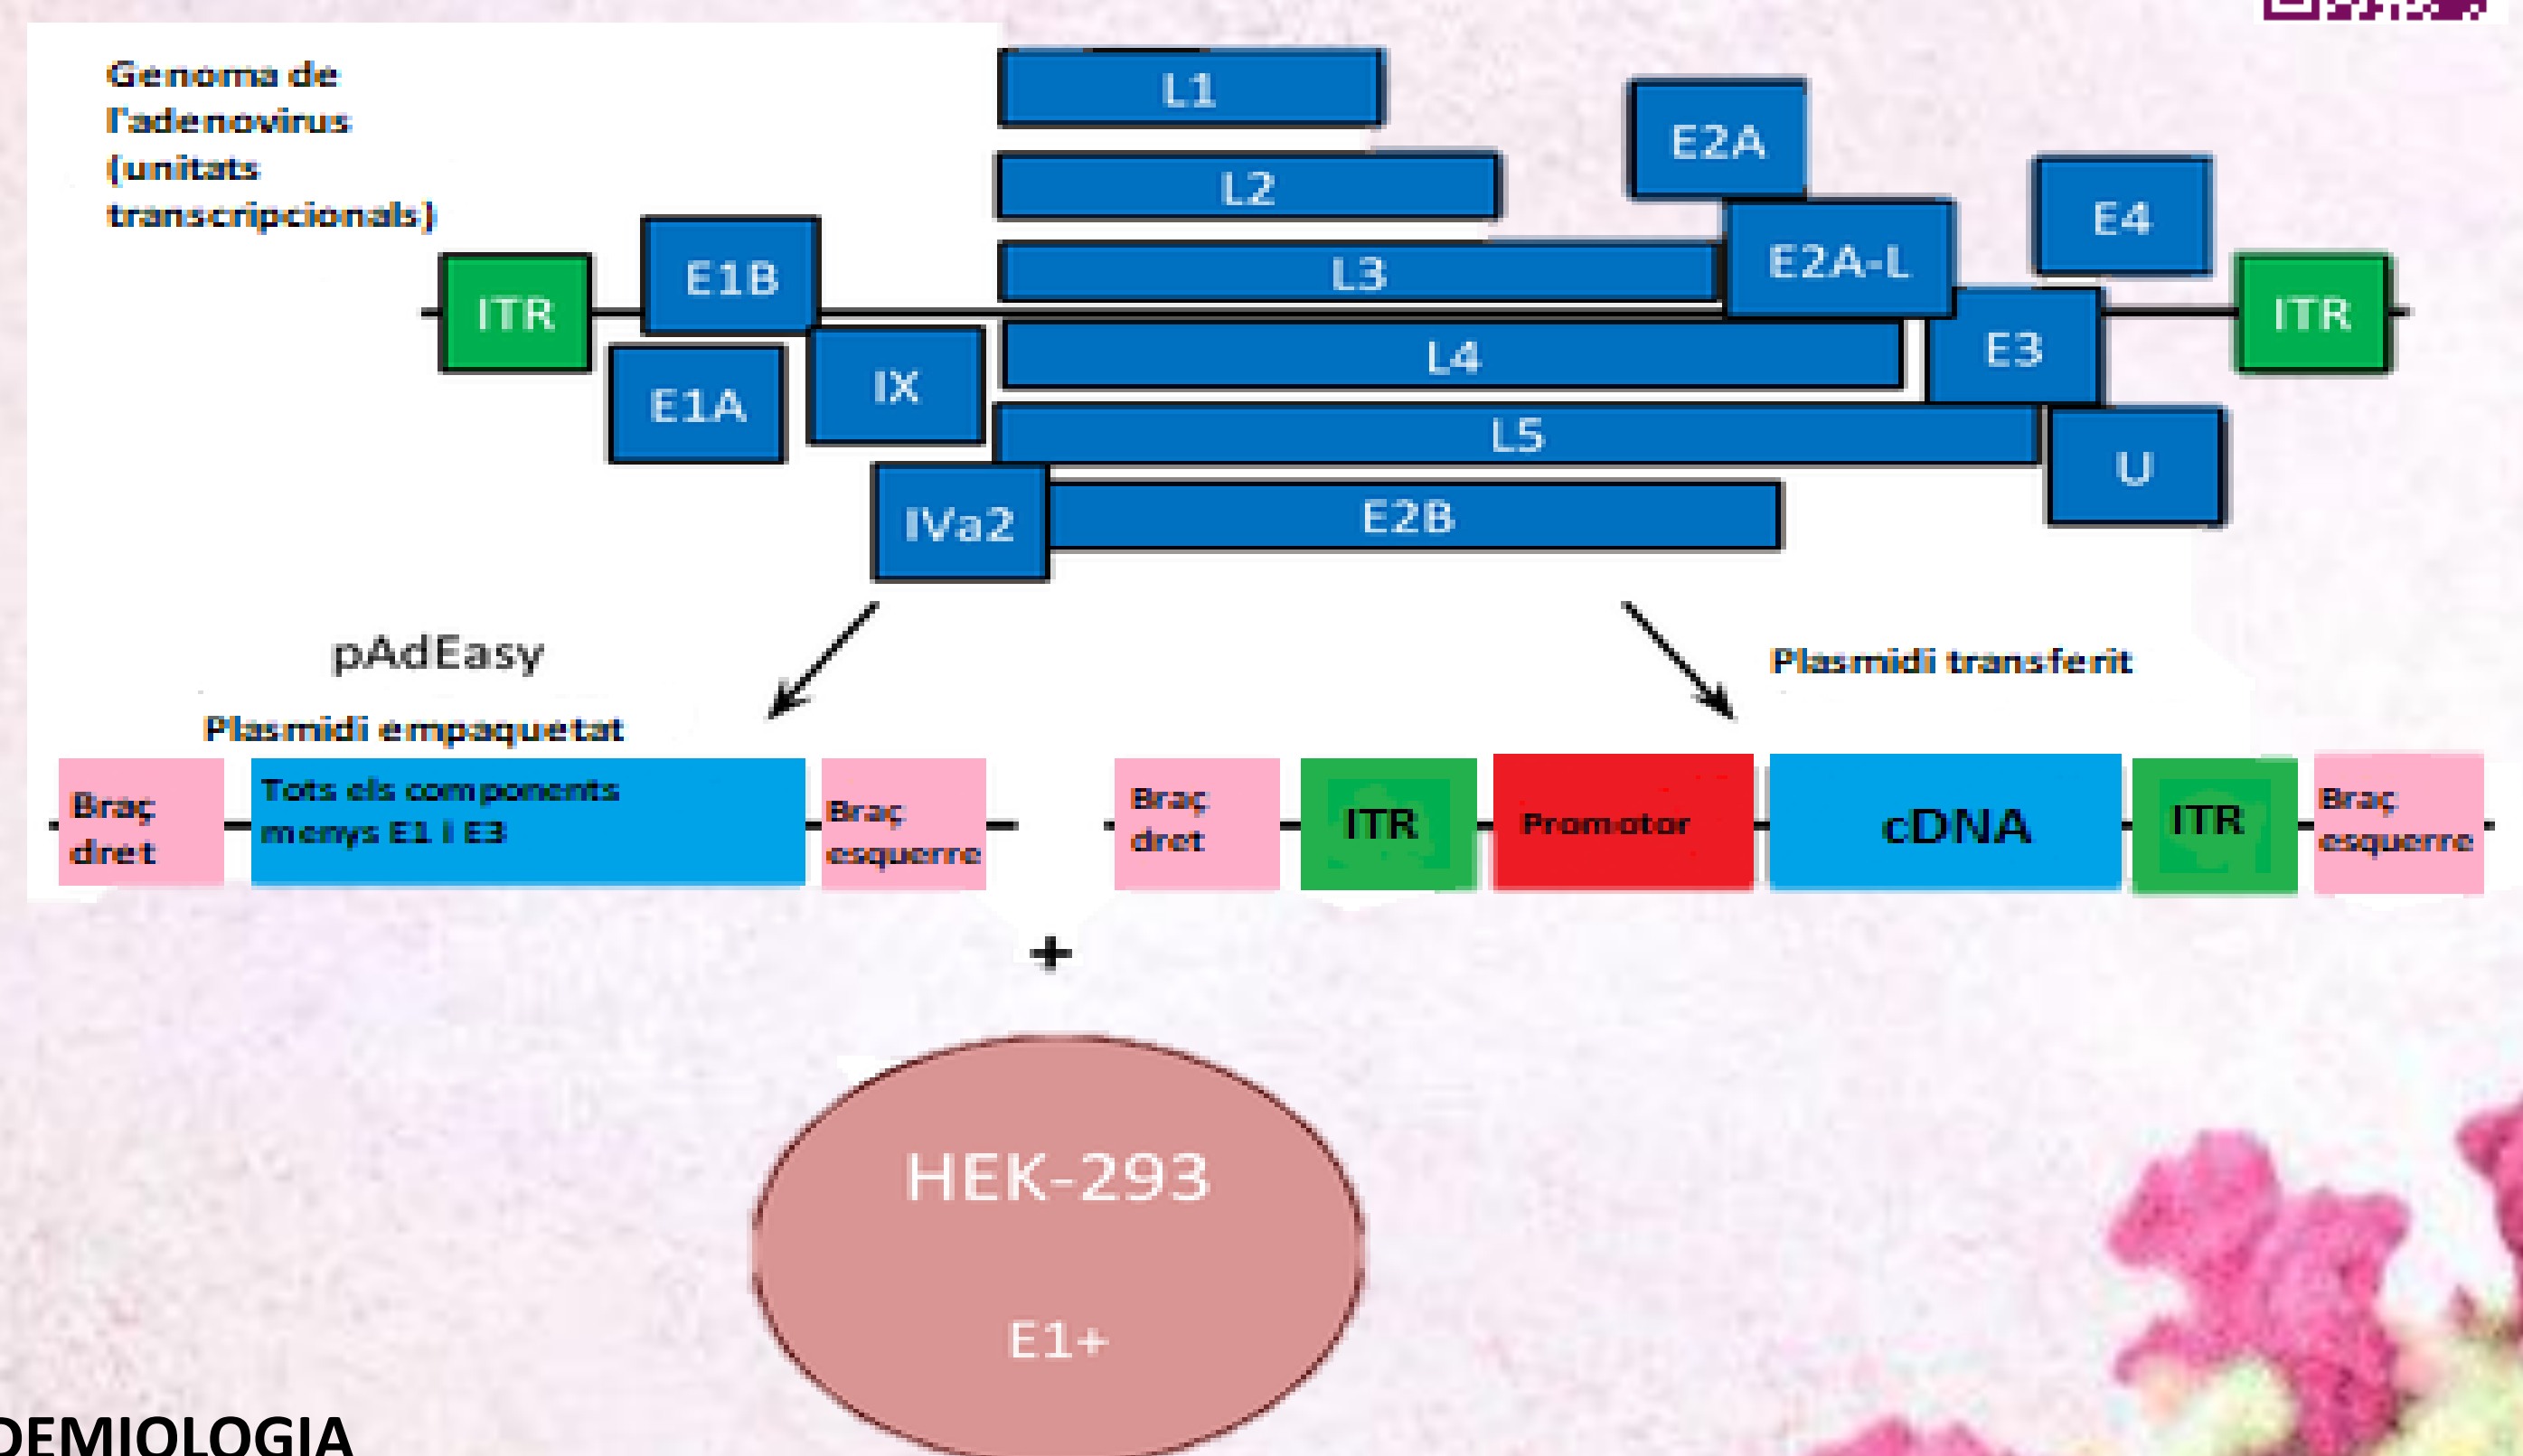 Genoma de
l'adenovirus
(unitats
transcripcionals)
L1
E2A
L2
E4
E1B
L3
E2A-L
ITR
ITR
E1A
IX
L4
E3
L5
U
IVa2
E2B
pAdEasy
Plasmidi transferit
Plasmidi empaquetat
Braç
dret
Tots els components
menys E1 i E3
Braç
esquerre
Braç
dret
ITR
Promotor
cDNA
ITR
Braç
esquerre
+
HEK-293
E1+
DEMIOLOGIA